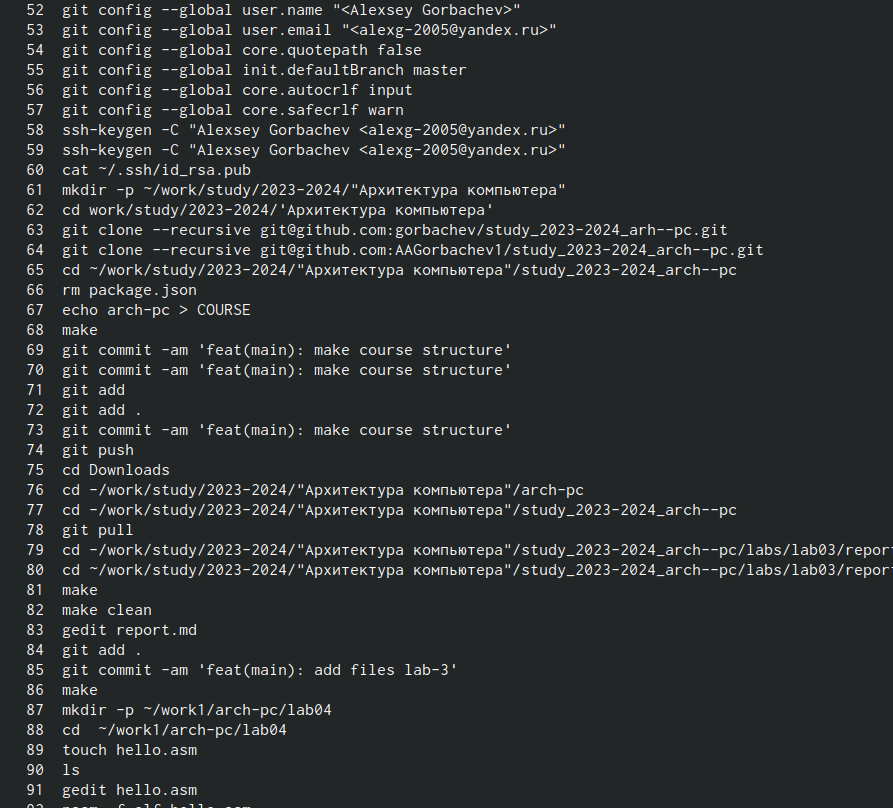 52 git config --global user.name "<Alexsey Gorbachev>"
53 git config --global user.email "<alexg-2005@yandex.ru>"
54 git config --global core.quotepath false
55 git config --global init.defaultBranch master
56 git config --global core.autocrlf input
57 git config --global core.safecrlf warn
58 ssh-keygen -C "Alexsey Gorbachev <alexg-2005@yandex.ru>"
59 ssh-keygen -C "Alexsey Gorbachev <alexg-2005@yandex.ru>"
60 cat ~/.ssh/id_rsa.pub
61 mkdir -p ~/work/study/2023-2024/"Архитектура компьютера"
62 cd work/study/2023-2024/'Архитектура компьютера'
63 git clone --recursive git@github.com:gorbachev/study_2023-2024_arh--pc.git
64 git clone --recursive git@github.com:AAGorbachev1/study_2023-2024_arch--pc.git
65 cd ~/work/study/2023-2024/"Архитектура компьютера"/study_2023-2024_arch--pc
66 rm package.json
67 echo arch-pc > COURSE
68 make
69 git commit -am 'feat(main): make course structure'
70 git commit -am 'feat(main): make course structure'
71 git add
72 git add .
73 git commit -am 'feat(main): make course structure'
74 git push
75 cd Downloads
76 cd ~/work/study/2023-2024/"Архитектура компьютера"/arch-pc
77 cd ~/work/study/2023-2024/"Архитектура компьютера"/study_2023-2024_arch--pc
78 git pull
79 cd ~/work/study/2023-2024/"Архитектура компьютера"/study_2023-2024_arch--pc/labs/lab03/repor
80 cd ~/work/study/2023-2024/"Архитектура компьютера"/study_2023-2024_arch--pc/labs/lab03/repor
81 make
82 make clean
83 gedit report.md
84 git add .
85 git commit -am 'feat(main): add files lab-3'
86 make
87 mkdir -p ~/work1/arch-pc/lab04
88 cd  ~/work1/arch-pc/lab04
89 touch hello.asm
90 ls
91 gedit hello.asm